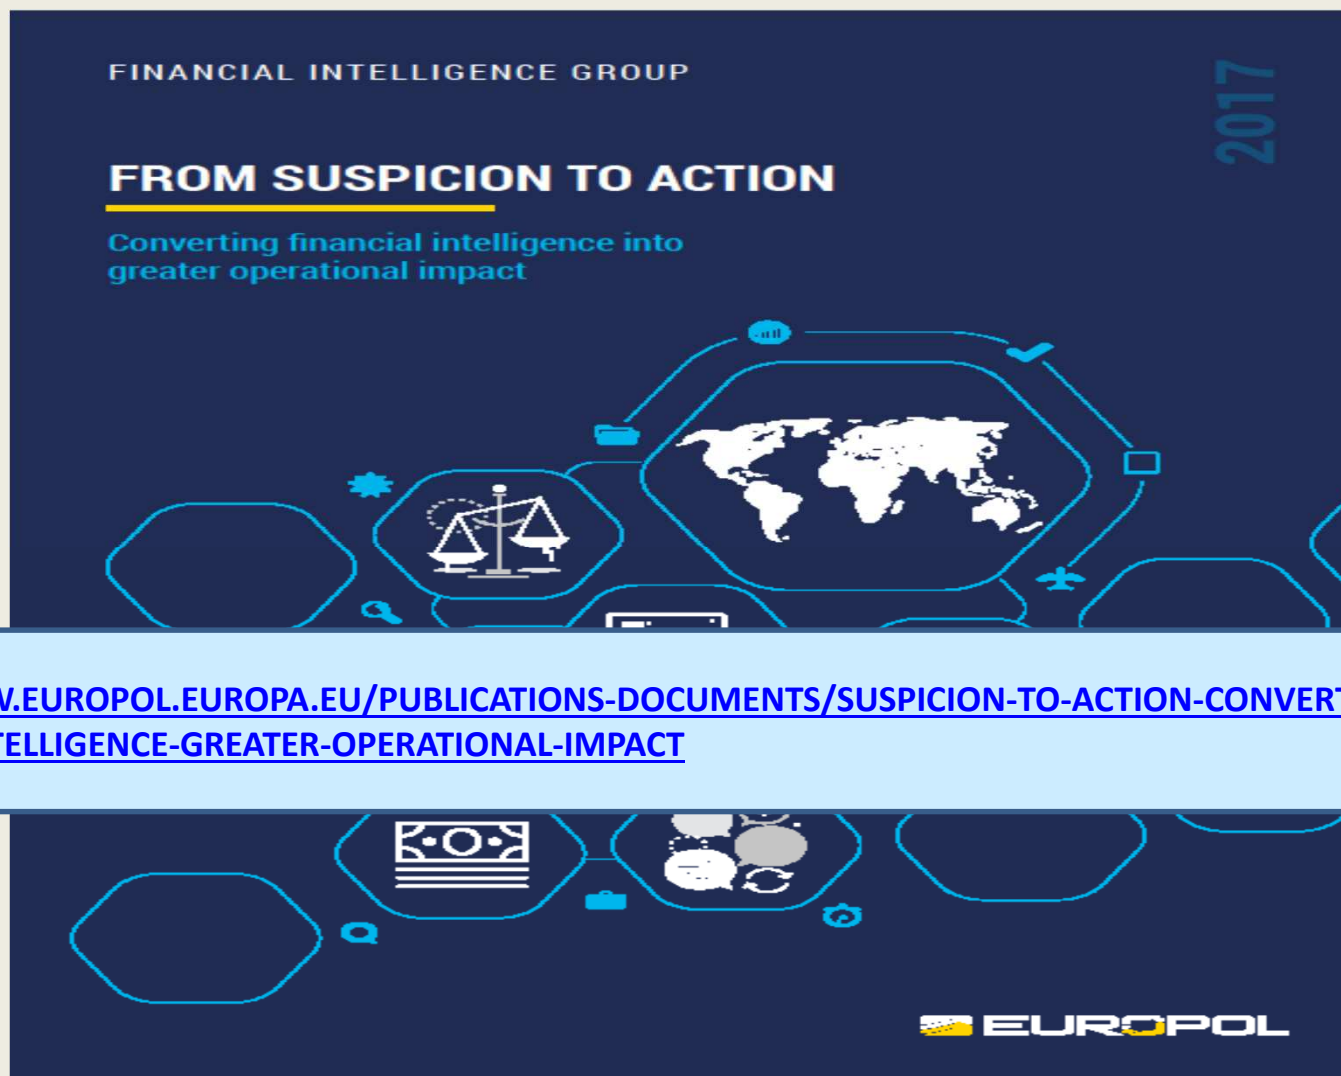 FINANCIAL INTELLIGENCE GROUP
2017
FROM SUSPICION TO ACTION
Converting financial intelligence into
greater operational impact
W.EUROPOL.EUROPA.EU/PUBLICATIONS-DOCUMENTS/SUSPICION-TO-ACTION-CONVERT
TELLIGENCE-GREATER-OPERATIONAL-IMPACT
EUROPOL